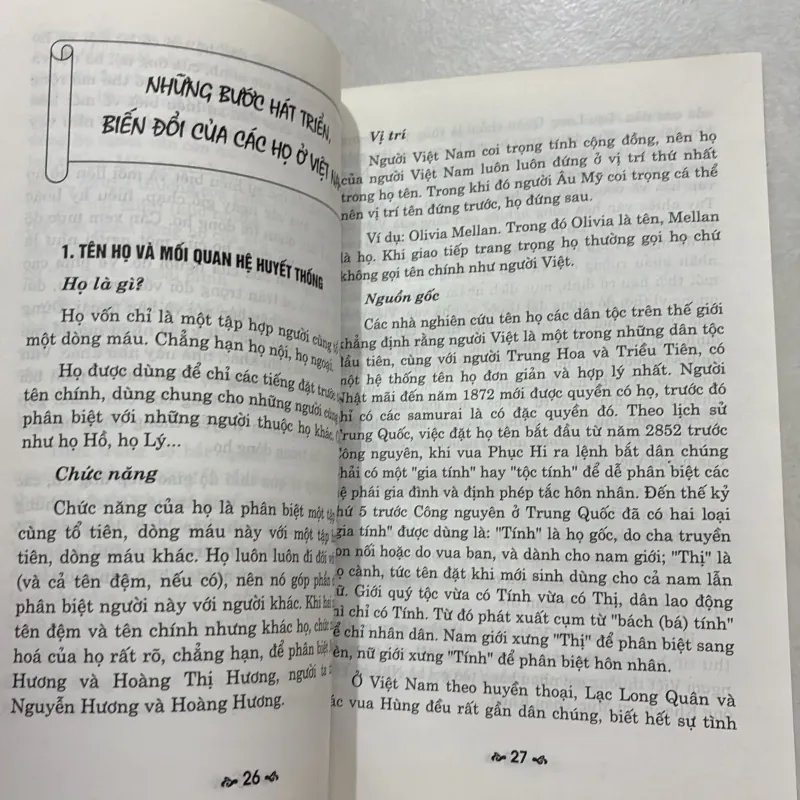 NHỮNG BƯỚC HÁT TRIỂN,
BIẾN ĐỔI CỦA CÁC HỌ Ở VIỆT
1. TÊN HỌ VÀ MỐI QUAN HỆ HUYẾT THỐNG
Họ là gì?
Họ vốn chỉ là một tập hợp người cùng
một dòng máu. Chẳng hạn họ nội, họ ngoại.
Họ được dùng để chỉ các tiếng đặt trước
tên chính, dùng chung cho những người cùng
phân biệt với những người thuộc họ khác,
như họ Hồ, họ Lý...
Chức năng
Chức năng của họ là phân biệt một
cùng tổ tiên, dòng máu này với một tập
tiên, dòng máu khác. Họ luôn luôn đi đôi
(và cả tên đệm, nếu có), nên nó góp phần
phân biệt người này với người khác. Khi hai
tên đệm và tên chính nhưng khác họ, chức
hoá của họ rất rõ, chẳng hạn, để phân biệt
Hương và Hoàng Thị Hương, người ta
Nguyễn Hương và Hoàng Hương.
26
Vị trí
Người Việt Nam coi trọng tính cộng đồng, nên họ
của người Việt Nam luôn luôn đứng ở vị trí thứ nhất
trong họ tên. Trong khi đó người Âu Mỹ coi trọng cá thể
nên vị trí tên đứng trước, họ đứng sau.
Ví dụ: Olivia Mellan. Trong đó Olivia là tên, Mellan
là họ. Khi giao tiếp trang trọng họ thường gọi họ chứ
không gọi tên chính như người Việt.
Nguồn gốc
Các nhà nghiên cứu tên họ các dân tộc trên thế giới
khẳng định rằng người Việt là một trong những dân tộc
đầu tiên, cùng với người Trung Hoa và Triều Tiên, có
một hệ thống tên họ đơn giản và hợp lý nhất. Người
Nhật mãi đến năm 1872 mới được quyền có họ, trước đó
chỉ có các samurai là có đặc quyền đó. Theo lịch sử
Trung Quốc, việc đặt họ tên bắt đầu từ năm 2852 trước
Công nguyên, khi vua Phục Hi ra lệnh bắt dân chúng
phải có một "gia tính" hay "tộc tính" để dễ phân biệt các
hệ phái gia đình và định phép tắc hôn nhân. Đến thế kỷ
thứ 5 trước Công nguyên ở Trung Quốc đã có hai loại
"gia tính" được dùng là: "Tính" là họ gốc, do cha truyền
con nối hoặc do vua ban, và dành cho nam giới; "Thị" là
họ cành, tức tên đặt khi mới sinh dùng cho cả nam lẫn
nữ. Giới quý tộc vừa có Tính vừa có Thị, dân lao động
thì chỉ có Tính. Từ đó phát xuất cụm từ "bách (bá) tính"
để chỉ nhân dân. Nam giới xưng "Thị" để phân biệt sang
hèn, nữ giới xưng "Tính" để phân biệt hôn nhân.
Ở Việt Nam theo huyền thoại, Lạc Long Quân và
các vua Hùng đều rất gần dân chúng, biết hết sự tình
27